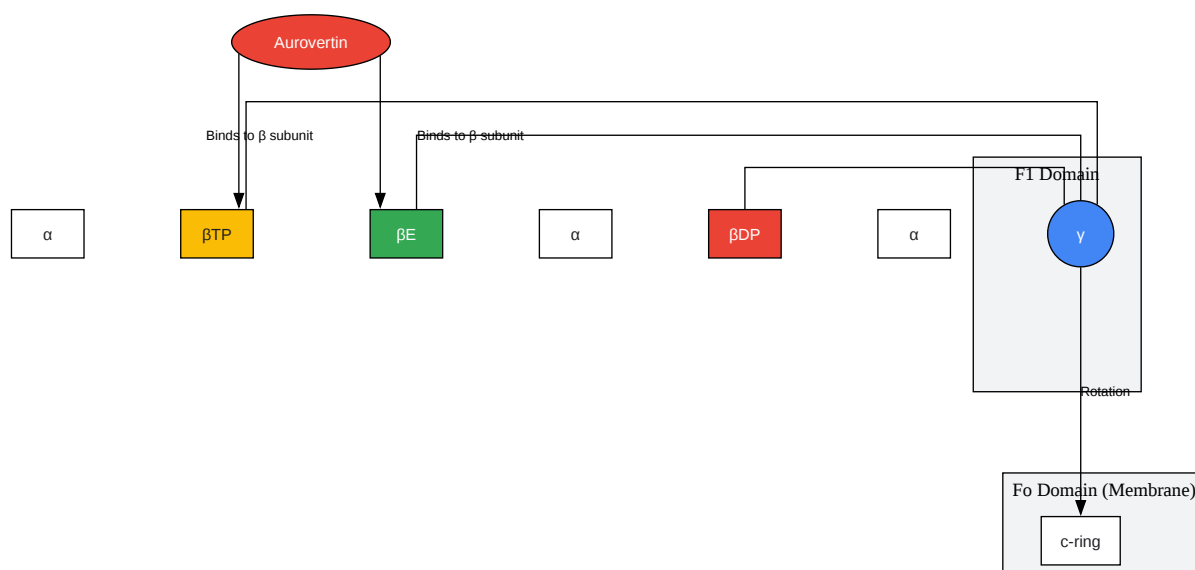 Aurovertin
Binds to β subunit
Binds to β subunit
F1 Domain
α
βTP
βE
α
βDP
α
γ
Rotation
Fo Domain (Membrane)
c-ring